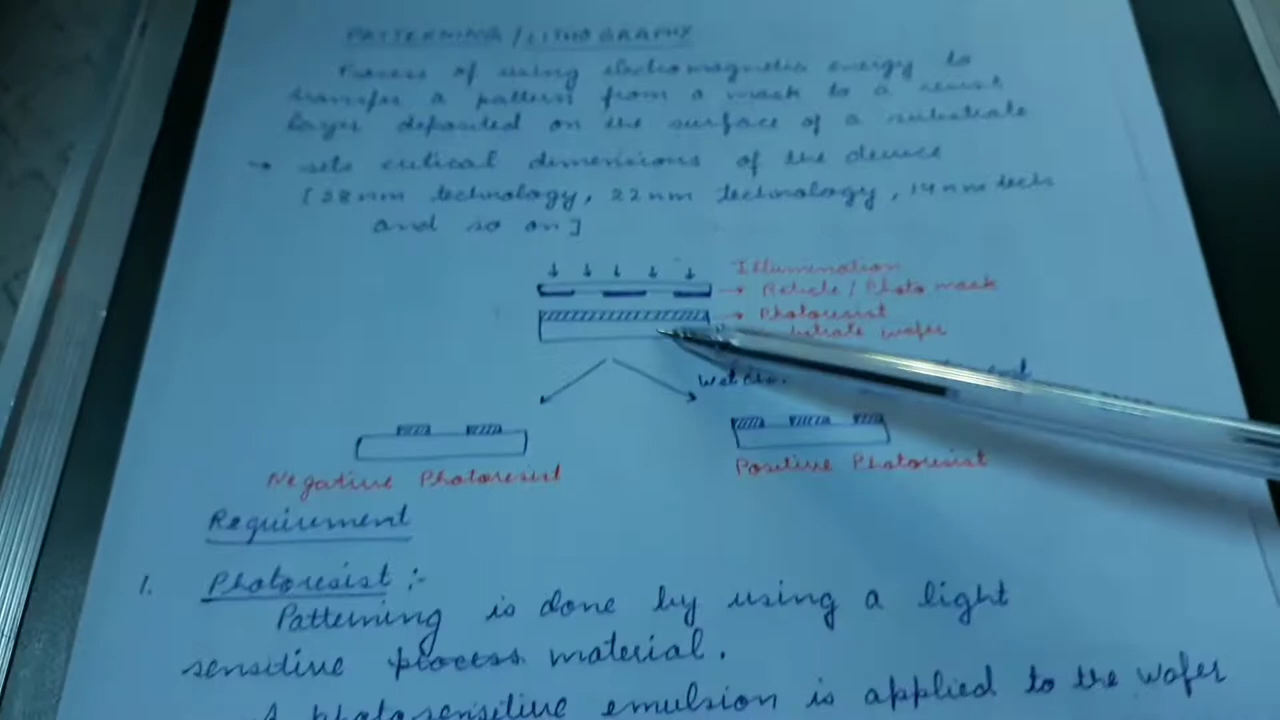 PATTERNING / LITHOGRAPHY
Process of using electromagnetic energy to
transfer a pattern from a mask to a resist
layer deposited on the surface of a substrate
→ sets critical dimensions of the device
[28nm technology, 22nm technology, 14nm tech
and so on]
Illumination
→ Reticle / Photo mask
→ Photoresist
wafer
Negative Photoresist
Positive Photoresist
Requirement
1. Photoresist :-
Patterning is done by using a light
sensitive process material.
A photosensitive emulsion is applied to the wafer